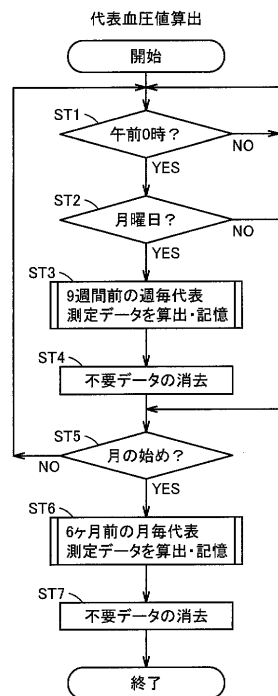 代表血圧値算出
開始
ST1
午前0時？
NO
YES
ST2
月曜日？
NO
YES
ST3
9週間前の週毎代表
測定データを算出・記憶
ST4
不要データの消去
ST5
月の始め？
NO
YES
ST6
6ヶ月前の月毎代表
測定データを算出・記憶
ST7
不要データの消去
終了